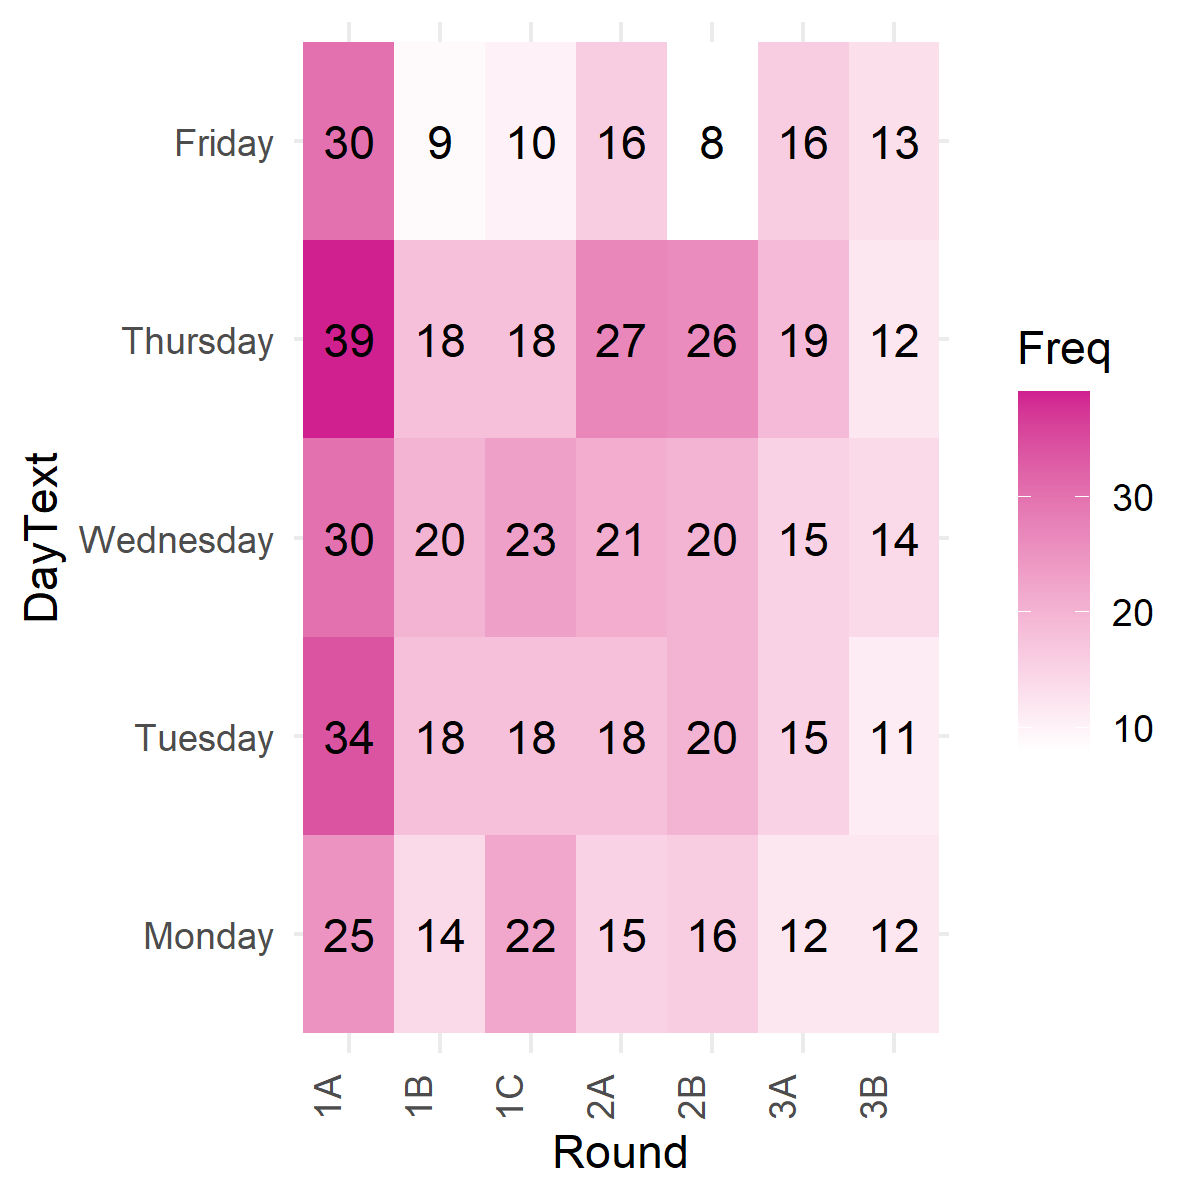 Friday 30 9 10 16 8 16 13
Thursday 39 18 18 27 26 19 12
Wednesday 30 20 23 21 20 15 14
Tuesday 34 18 18 18 20 15 11
Monday 25 14 22 15 16 12 12
1A 1B 1C 2A 2B 3A 3B
Round
DayText
Freq
30
20
10